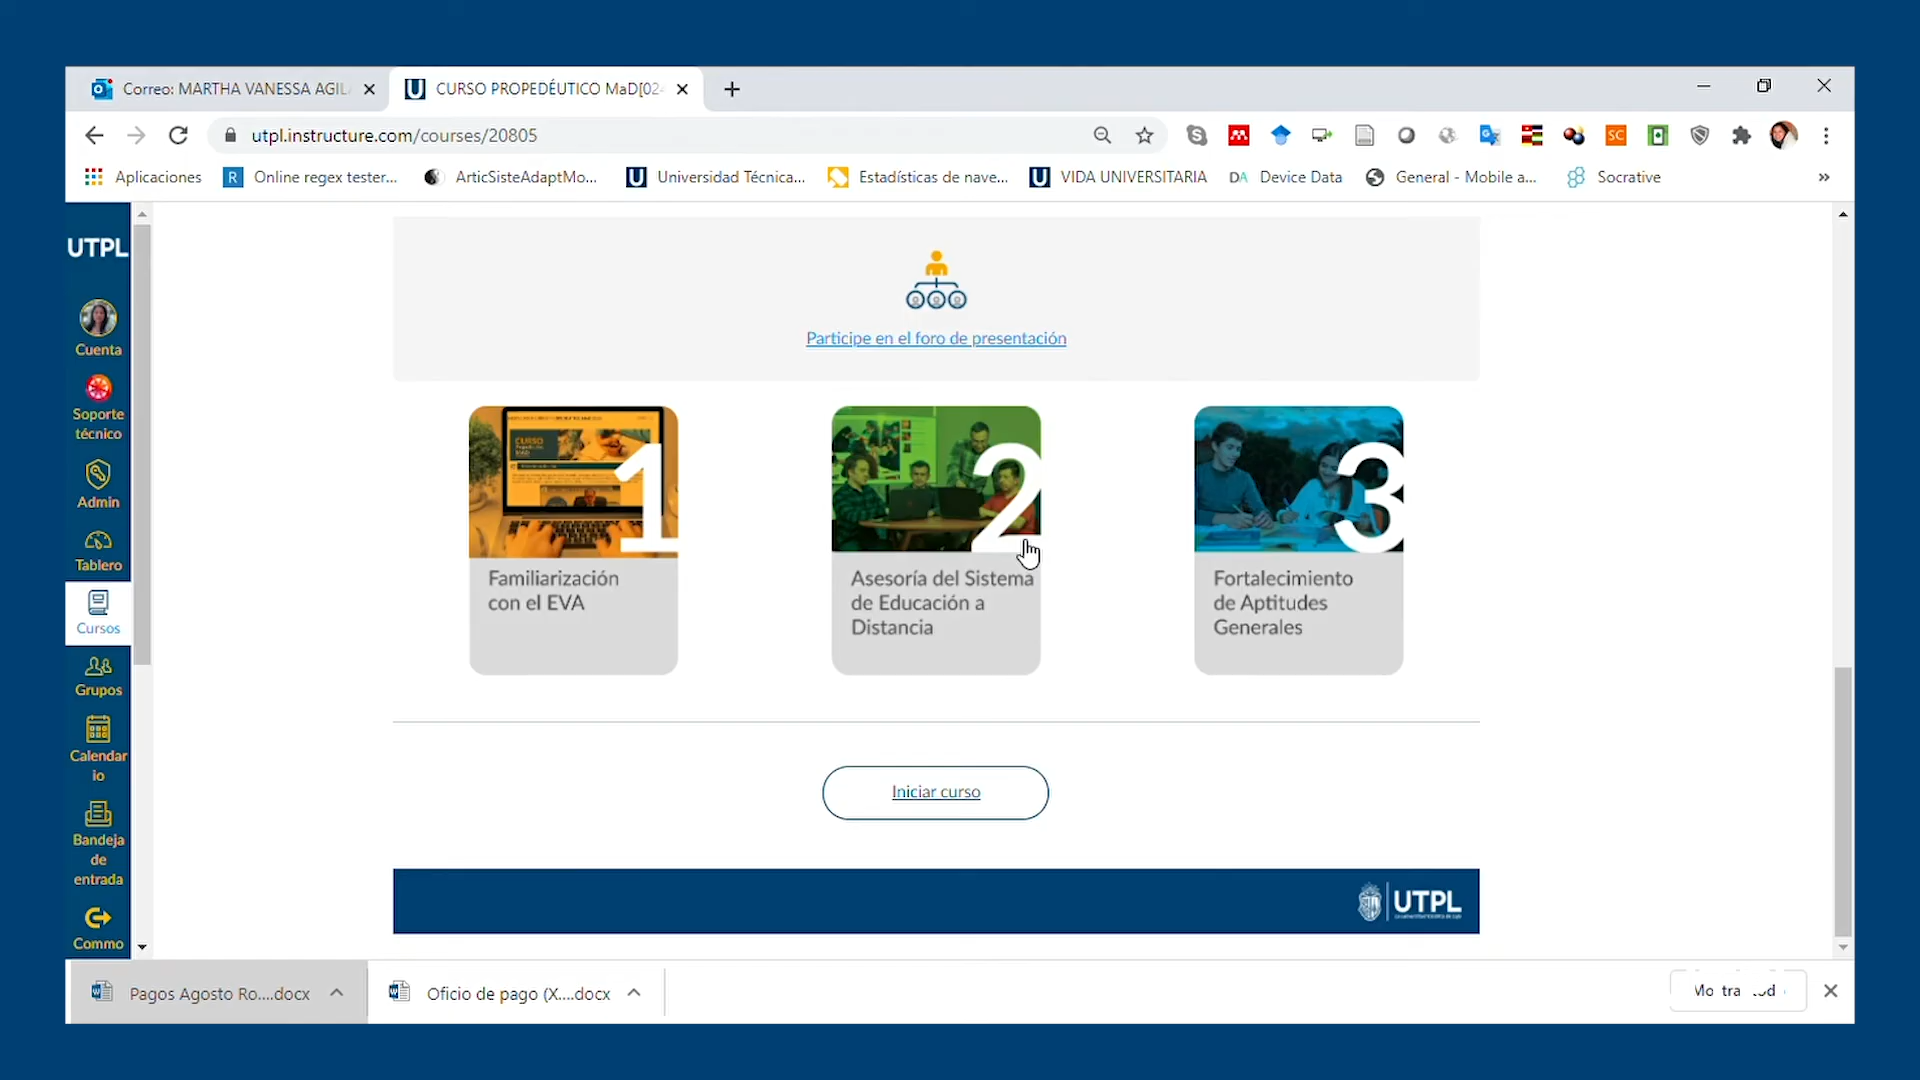 Correo: MARTHA VANESSA AGIL
CURSO PROPEDÉUTICO MaD[024
utpl.instructure.com/courses/20805
Aplicaciones
R
Online regex tester...
ArticSisteAdaptMo...
Universidad Técnica...
Estadísticas de nave...
VIDA UNIVERSITARIA
DA
Device Data
General - Mobile a...
Socrative
SC
»
UTPL
Cuenta
Soporte
técnico
Admin
Tablero
Cursos
Grupos
Calendar
io
Bandeja
de
entrada
Commo
Participe en el foro de presentación
1
Familiarización
con el EVA
2
Asesoría del Sistema
de Educación a
Distancia
3
Fortalecimiento
de Aptitudes
Generales
Iniciar curso
UTPL
Pagos Agosto Ro....docx
Oficio de pago (X....docx